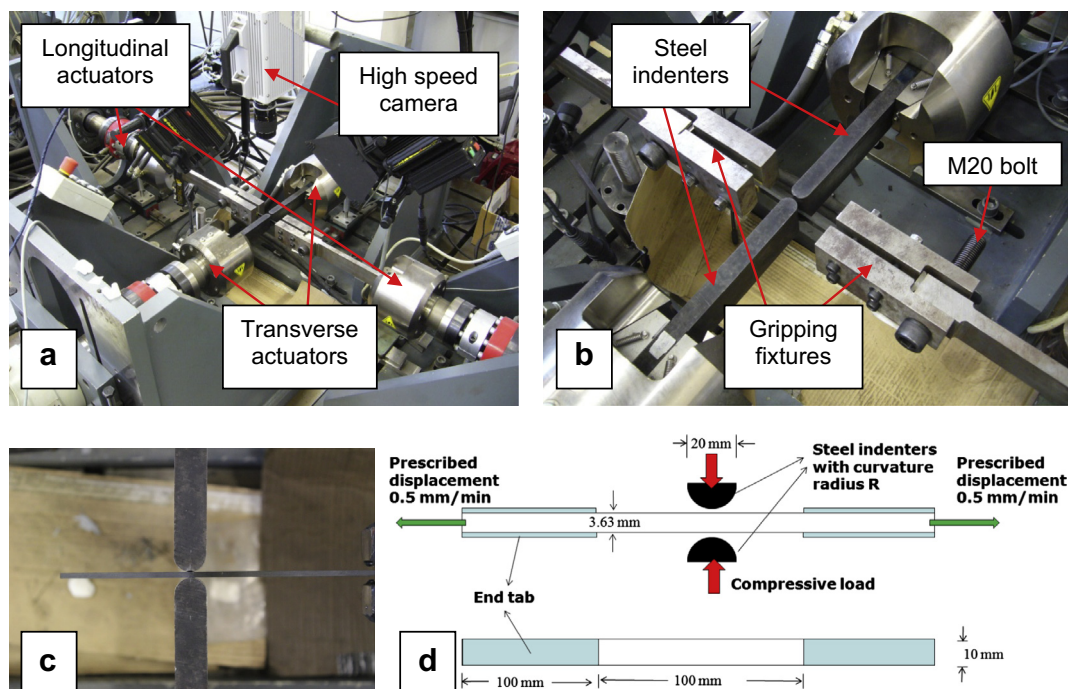 Longitudinal
actuators
High speed
camera
Transverse
actuators
a
Steel
indenters
M20 bolt
Gripping
fixtures
b
c
20 mm
Steel indenters
with curvature
radius R
Prescribed
displacement
0.5 mm/min
Prescribed
displacement
0.5 mm/min
3.63 mm
Compressive load
End tab
d
10 mm
100 mm
100 mm